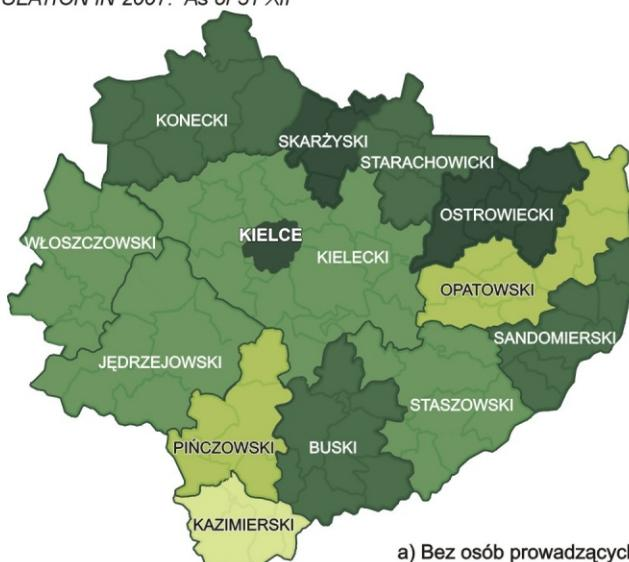 KONECKI
SKARŻYSKI
STARACHOWICKI
OSTROWIECKI
WŁOSZCZOWSKI
KIELCE
KIELECKI
OPATOWSKI
SANDOMIERSKI
JĘDRZEJOWSKI
STASZOWSKI
PIŃCZOWSKI
BUSKI
KAZIMIERSKI
a) Bez osób prowadzących